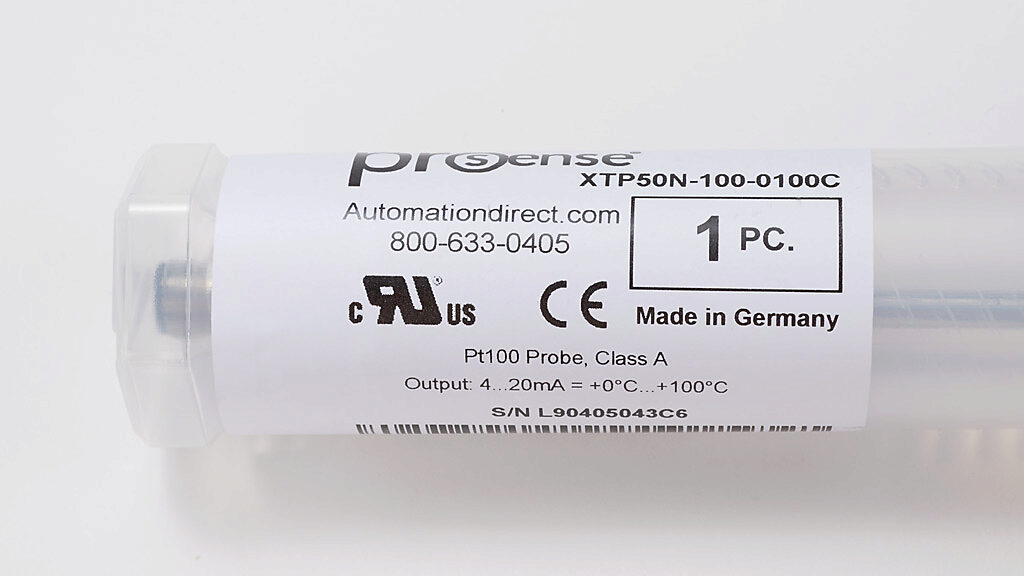 prosense
XTP50N-100-0100C
Automationdirect.com
800-633-0405
1 PC.
c RU US
CE
Made in Germany
Pt100 Probe, Class A
Output: 4...20mA = +0°C...+100°C
S/N L90405043C6